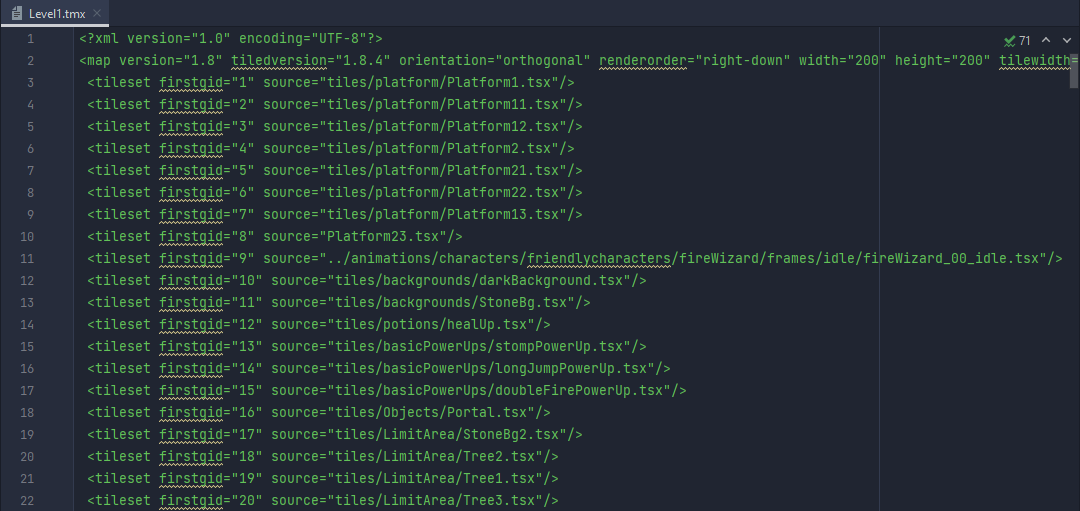 Level1.tmx
71
1 <?xml version="1.0" encoding="UTF-8"?>
2 <map version="1.8" tiledversion="1.8.4" orientation="orthogonal" renderorder="right-down" width="200" height="200" tilewidth=
3 <tileset firstgid="1" source="tiles/platform/Platform1.tsx"/>
4 <tileset firstgid="2" source="tiles/platform/Platform11.tsx"/>
5 <tileset firstgid="3" source="tiles/platform/Platform12.tsx"/>
6 <tileset firstgid="4" source="tiles/platform/Platform2.tsx"/>
7 <tileset firstgid="5" source="tiles/platform/Platform21.tsx"/>
8 <tileset firstgid="6" source="tiles/platform/Platform22.tsx"/>
9 <tileset firstgid="7" source="tiles/platform/Platform13.tsx"/>
10 <tileset firstgid="8" source="Platform23.tsx"/>
11 <tileset firstgid="9" source="../animations/characters/friendlycharacters/fireWizard/frames/idle/fireWizard_00_idle.tsx"/>
12 <tileset firstgid="10" source="tiles/backgrounds/darkBackground.tsx"/>
13 <tileset firstgid="11" source="tiles/backgrounds/StoneBg.tsx"/>
14 <tileset firstgid="12" source="tiles/potions/healUp.tsx"/>
15 <tileset firstgid="13" source="tiles/basicPowerUps/stompPowerUp.tsx"/>
16 <tileset firstgid="14" source="tiles/basicPowerUps/longJumpPowerUp.tsx"/>
17 <tileset firstgid="15" source="tiles/basicPowerUps/doubleFirePowerUp.tsx"/>
18 <tileset firstgid="16" source="tiles/Objects/Portal.tsx"/>
19 <tileset firstgid="17" source="tiles/LimitArea/StoneBg2.tsx"/>
20 <tileset firstgid="18" source="tiles/LimitArea/Tree2.tsx"/>
21 <tileset firstgid="19" source="tiles/LimitArea/Tree1.tsx"/>
22 <tileset firstgid="20" source="tiles/LimitArea/Tree3.tsx"/>